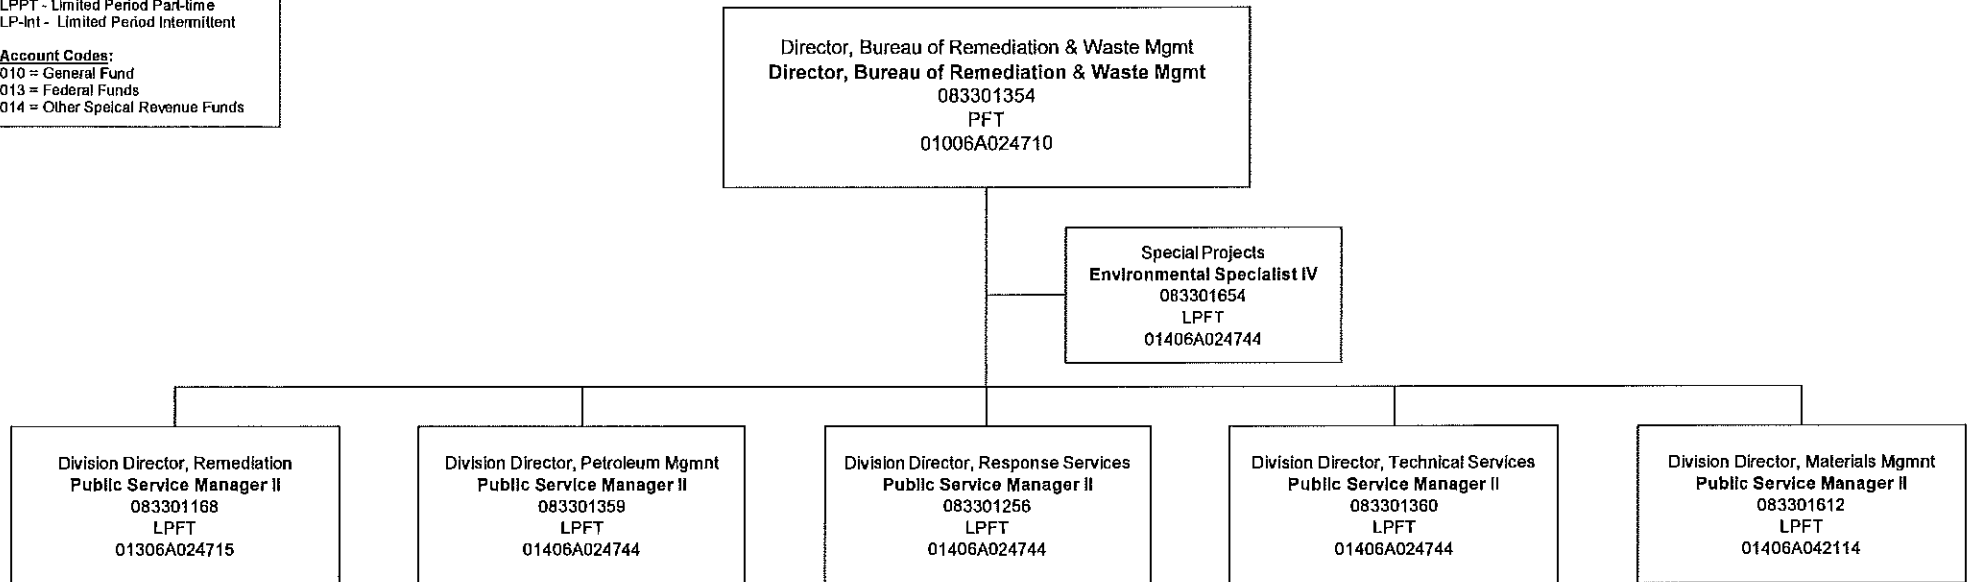 LPPT - Limited Period Part-time
LP-Int - Limited Period Intermittent
Account Codes:
010 = General Fund
013 = Federal Funds
014 = Other Speical Revenue Funds
Director, Bureau of Remediation & Waste Mgmt
Director, Bureau of Remediation & Waste Mgmt
083301354
PFT
01006A024710
Special Projects
Environmental Specialist IV
083301654
LPFT
01406A024744
Division Director, Remediation
Public Service Manager II
083301168
LPFT
01306A024715
Division Director, Petroleum Mgmnt
Public Service Manager II
083301359
LPFT
01406A024744
Division Director, Response Services
Public Service Manager II
083301256
LPFT
01406A024744
Division Director, Technical Services
Public Service Manager II
083301360
LPFT
01406A024744
Division Director, Materials Mgmnt
Public Service Manager II
083301612
LPFT
01406A042114